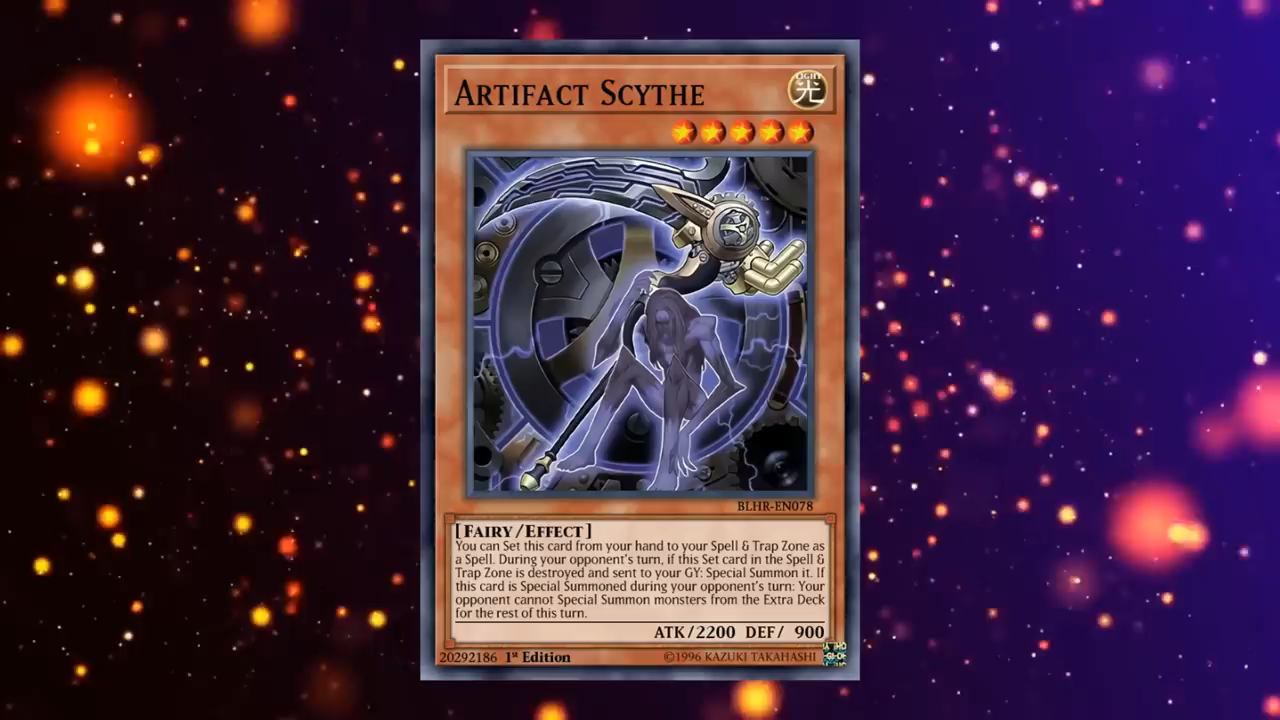 ARTIFACT SCYTHE
LIGHT
光
BLHR-EN078
[FAIRY/EFFECT]
You can Set this card from your hand to your Spell & Trap Zone as
a Spell. During your opponent's turn, if this Set card in the Spell &
Trap Zone is destroyed and sent to your GY: Special Summon it. If
this card is Special Summoned during your opponent's turn: Your
opponent cannot Special Summon monsters from the Extra Deck
for the rest of this turn.
ATK/2200 DEF/ 900
20292186 1st Edition ©1996 KAZUKI TAKAHASHI